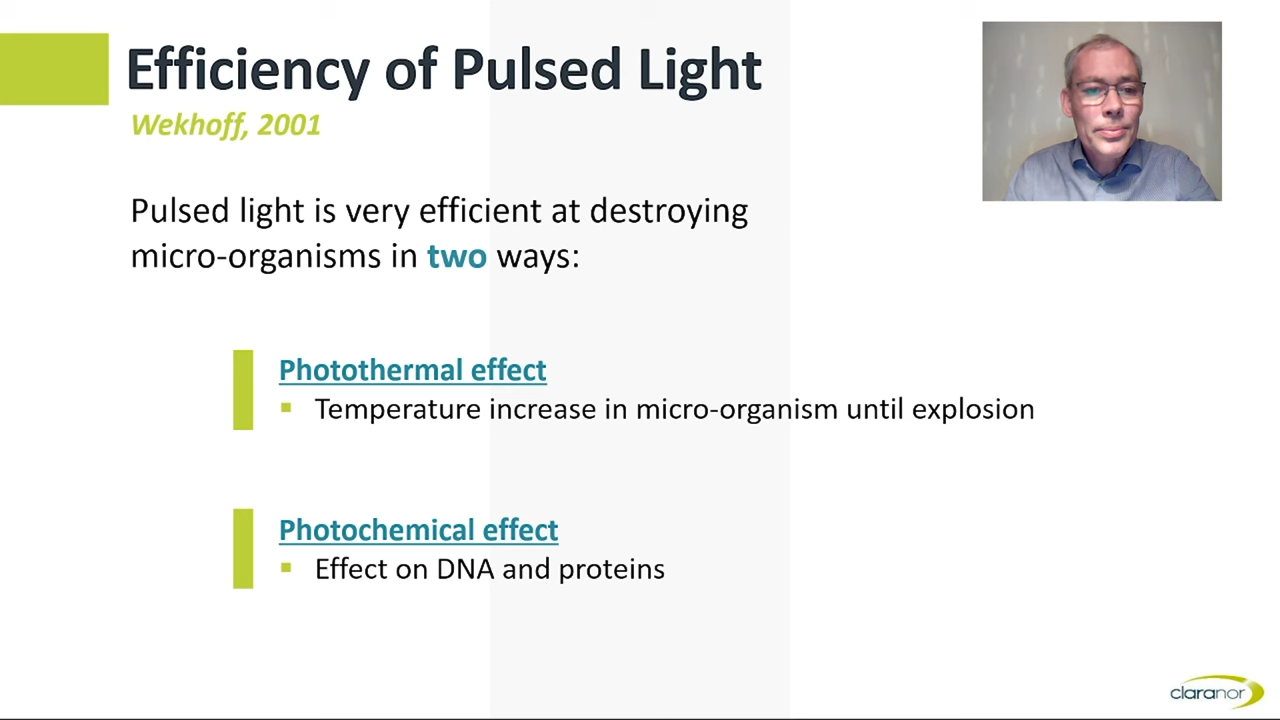 Efficiency of Pulsed Light
Wekhoff, 2001
Pulsed light is very efficient at destroying
micro-organisms in two ways:
Photothermal effect
▪ Temperature increase in micro-organism until explosion
Photochemical effect
▪ Effect on DNA and proteins
claranor